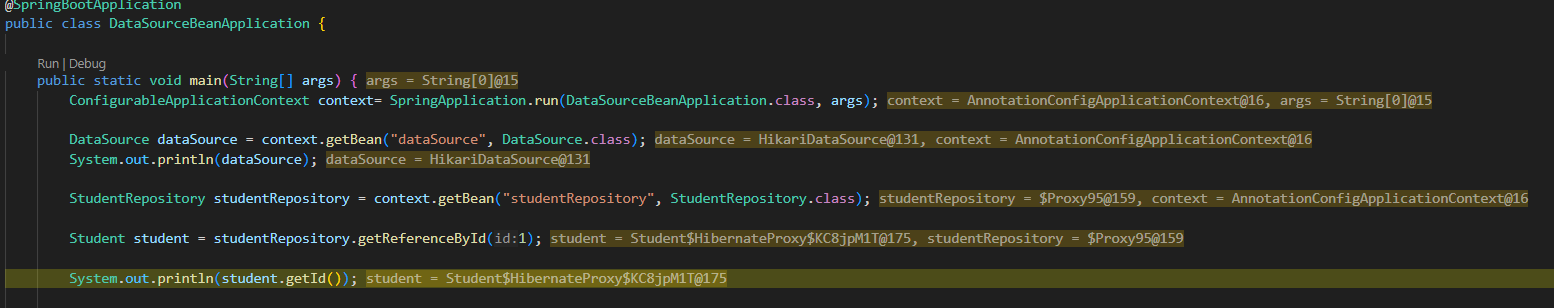 @SpringBootApplication
public class DataSourceBeanApplication {
Run | Debug
public static void main(String[] args) { args = String[0]@15
ConfigurableApplicationContext context= SpringApplication.run(DataSourceBeanApplication.class, args); context = AnnotationConfigApplicationContext@16, args = String[0]@15
DataSource dataSource = context.getBean("dataSource", DataSource.class); dataSource = HikariDataSource@131, context = AnnotationConfigApplicationContext@16
System.out.println(dataSource); dataSource = HikariDataSource@131
StudentRepository studentRepository = context.getBean("studentRepository", StudentRepository.class); studentRepository = $Proxy95@159, context = AnnotationConfigApplicationContext@16
Student student = studentRepository.getReferenceById(id:1); student = Student$HibernateProxy$KC8jpM1T@175, studentRepository = $Proxy95@159
System.out.println(student.getId()); student = Student$HibernateProxy$KC8jpM1T@175